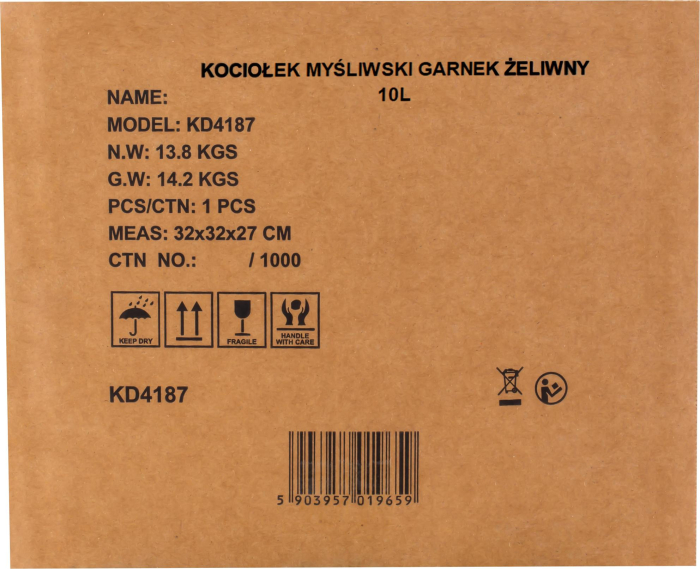 KOCIOŁEK MYŚLIWSKI GARNEK ŻELIWNY
NAME: 10L
MODEL: KD4187
N.W: 13.8 KGS
G.W: 14.2 KGS
PCS/CTN: 1 PCS
MEAS: 32x32x27 CM
CTN NO.: / 1000
KEEP DRY
FRAGILE
HANDLE
WITH CARE
KD4187
5 903957 019659